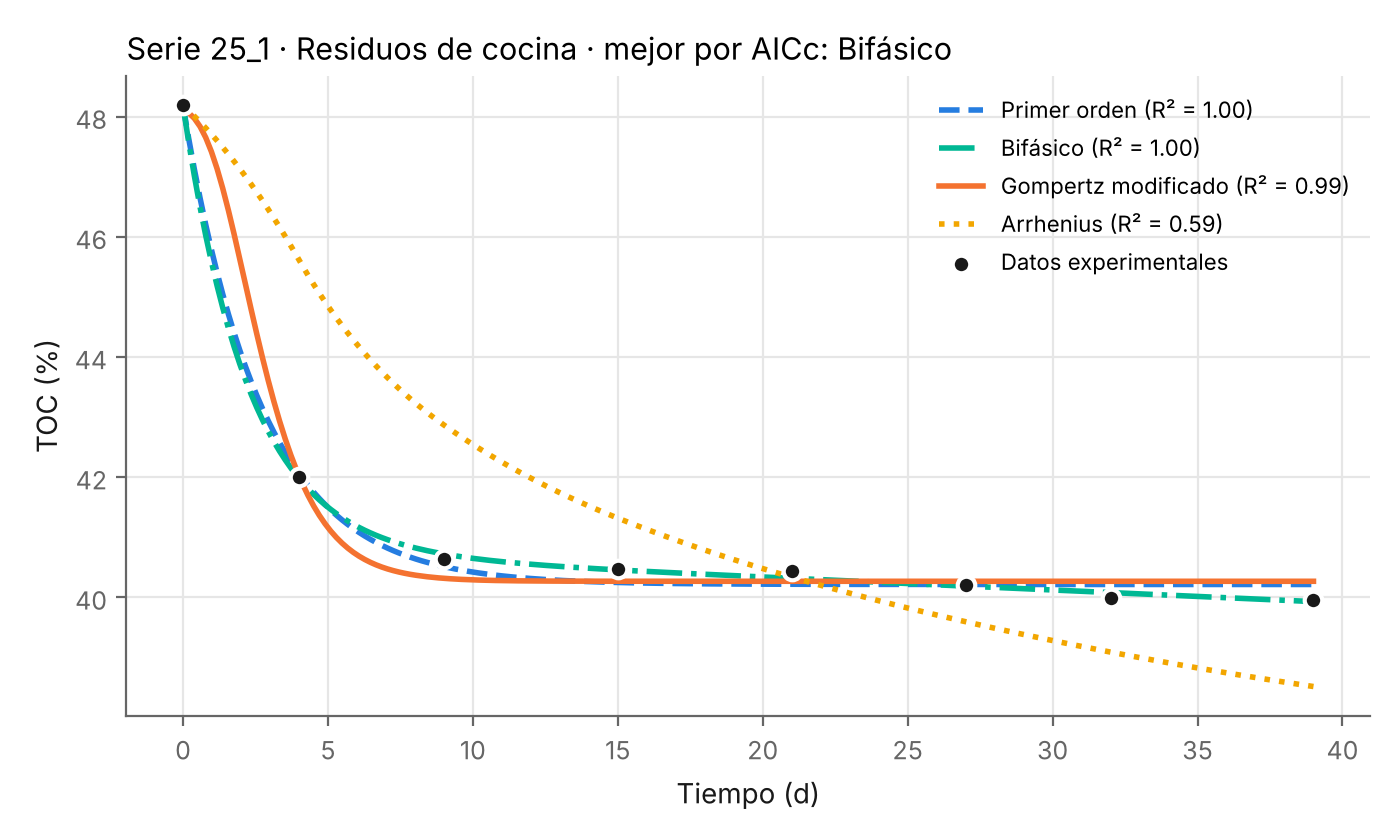 Serie 25_1 · Residuos de cocina · mejor por AICc: Bifásico
Primer orden (R² = 1.00)
Bifásico (R² = 1.00)
Gompertz modificado (R² = 0.99)
Arrhenius (R² = 0.59)
Datos experimentales
TOC (%)
48
46
44
42
40
0 5 10 15 20 25 30 35 40
Tiempo (d)